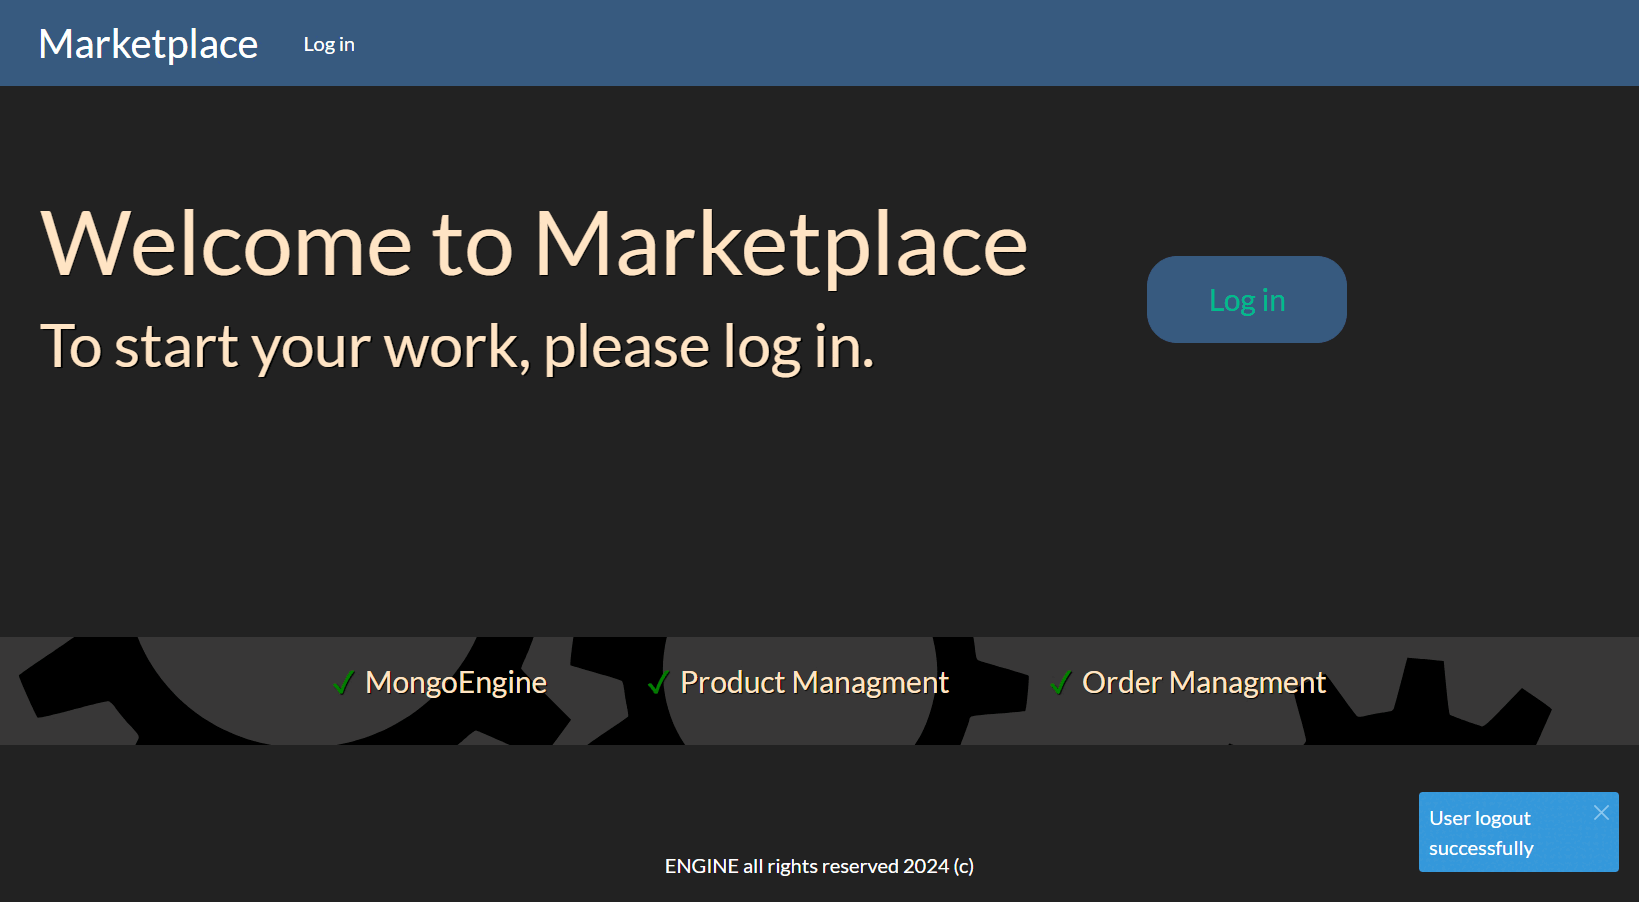 Marketplace
Log in
Welcome to Marketplace
To start your work, please log in.
Log in
✓ MongoEngine
✓ Product Managment
✓ Order Managment
User logout
successfully
ENGINE all rights reserved 2024 (c)